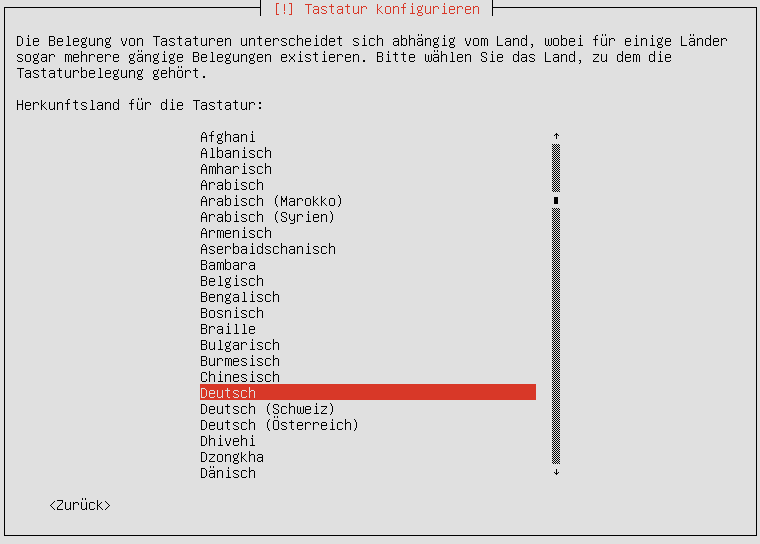 [!] Tastatur konfigurieren
Die Belegung von Tastaturen unterscheidet sich abhängig vom Land, wobei für einige Länder
sogar mehrere gängige Belegungen existieren. Bitte wählen Sie das Land, zu dem die
Tastaturbelegung gehört.
Herkunftsland für die Tastatur:
Afghani
Albanisch
Amharisch
Arabisch
Arabisch (Marokko)
Arabisch (Syrien)
Armenisch
Aserbaidschanisch
Bambara
Belgisch
Bengalisch
Bosnisch
Braille
Bulgarisch
Burmesisch
Chinesisch
Deutsch
Deutsch (Schweiz)
Deutsch (Österreich)
Dhivehi
Dzongkha
Dänisch
<Zurück>